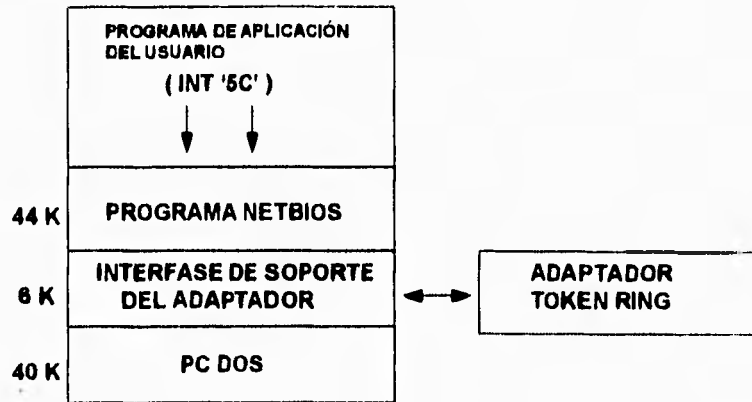 PROGRAMA DE APLICACIÓN
DEL USUARIO
( INT '5C' )
44 K
PROGRAMA NETBIOS
6 K
INTERFASE DE SOPORTE
DEL ADAPTADOR
ADAPTADOR
TOKEN RING
40 K
PC DOS